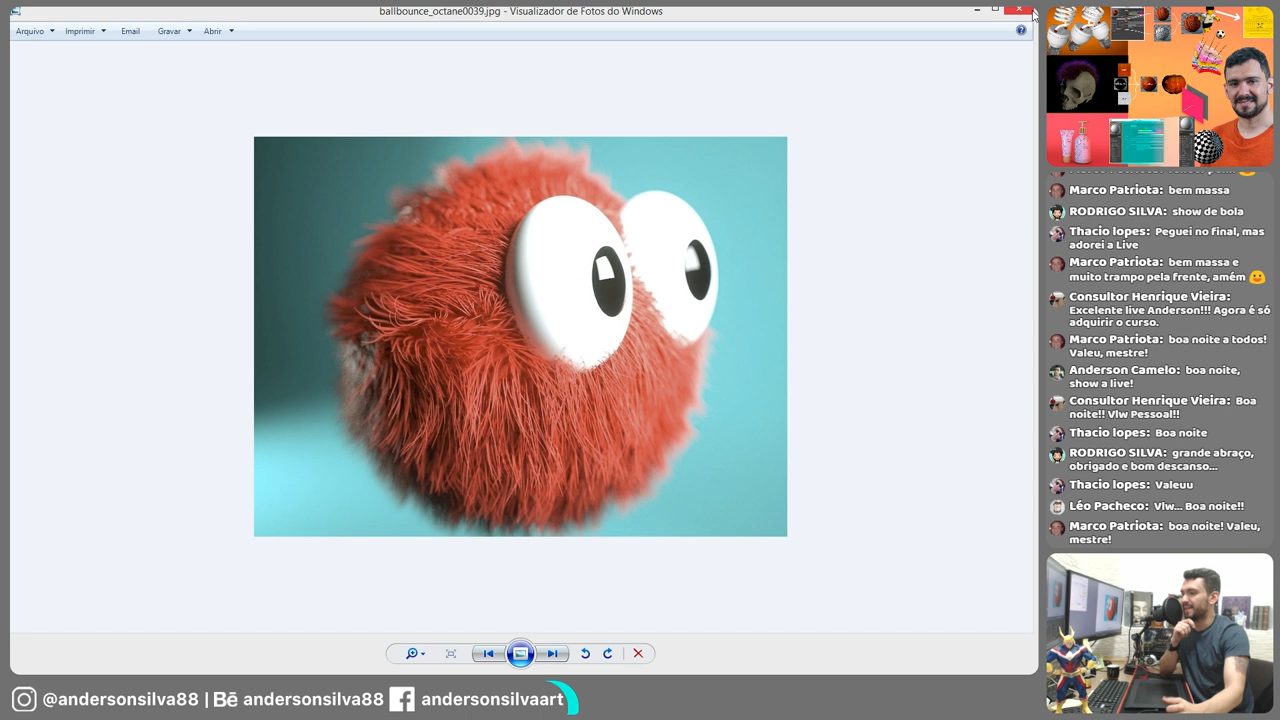 ballbounce_octane0039.jpg - Visualizador de Fotos do Windows
Arquivo Imprimir Email Gravar Abrir
Marco Patriota: bem massa
RODRIGO SILVA: show de bola
Thacio lopes: Peguei no final, mas
adorei a Live
Marco Patriota: bem massa e
muito trampo pela frente, amém
Consultor Henrique Vieira:
Excelente live Anderson!!! Agora é só
adquirir o curso.
Marco Patriota: boa noite a todos!
Valeu, mestre!
Anderson Camelo: boa noite,
show a live!
Consultor Henrique Vieira: Boa
noite!! Vlw Pessoal!!
Thacio lopes: Boa noite
RODRIGO SILVA: grande abraço,
obrigado e bom descanso...
Thacio lopes: Valeuu
Léo Pacheco: Vlw... Boa noite!!
Marco Patriota: boa noite! Valeu,
mestre!
@andersonsilva88 | Bē andersonsilva88 f andersonsilvaart